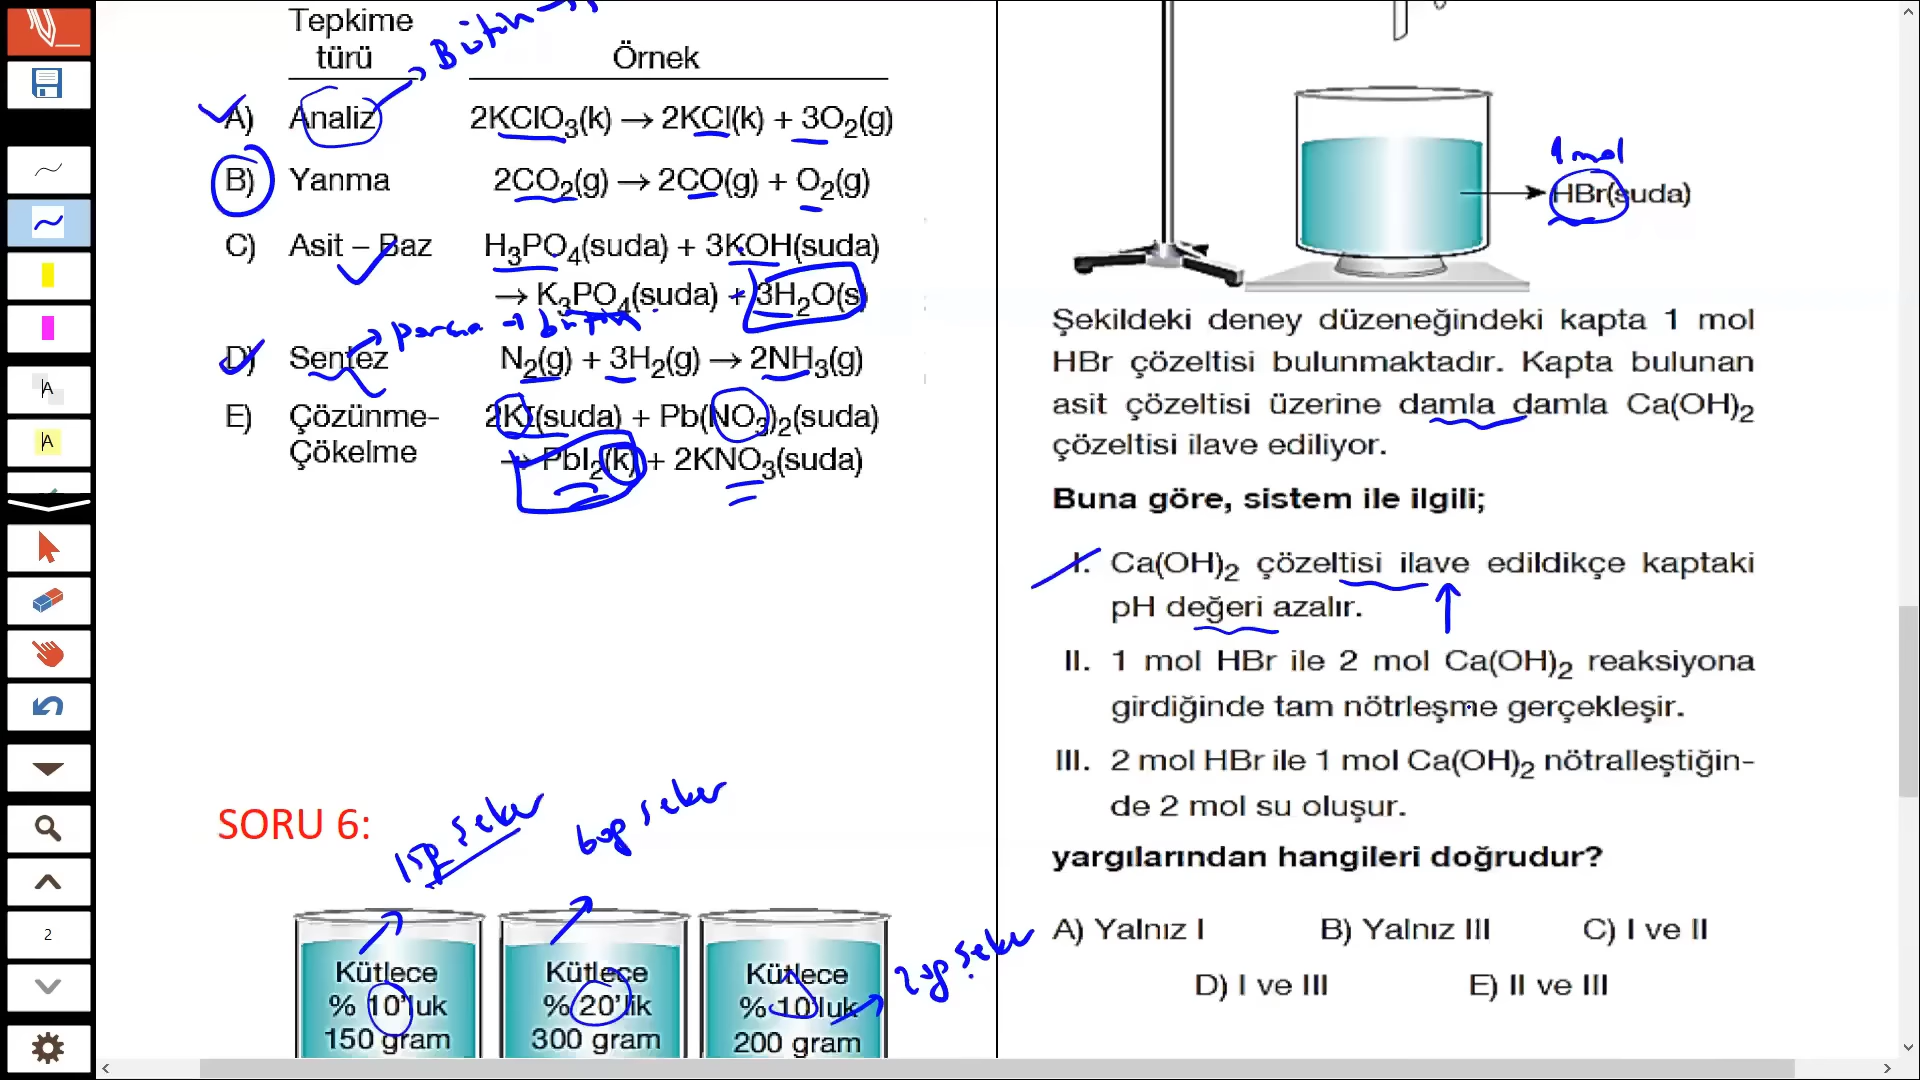 Tepkime
türü
Örnek
Bütün
A) Analiz 2KClO₃(k) → 2KCl(k) + 3O₂(g)
B) Yanma 2CO₂(g) → 2CO(g) + O₂(g)
C) Asit – Baz H₃PO₄(suda) + 3KOH(suda)
→ K₃PO₄(suda) + 3H₂O(s)
D) Sentez N₂(g) + 3H₂(g) → 2NH₃(g)
E) Çözünme- 2KI(suda) + Pb(NO₃)₂(suda)
Çökelme → PbI₂(k) + 2KNO₃(suda)
SORU 6:
15g şeker
60g şeker
20g şeker
Kütlece
% 10'luk
150 gram
Kütlece
% 20'lik
300 gram
Kütlece
% 10'luk
200 gram
1 mol
HBr(suda)
Şekildeki deney düzeneğindeki kapta 1 mol
HBr çözeltisi bulunmaktadır. Kapta bulunan
asit çözeltisi üzerine damla damla Ca(OH)₂
çözeltisi ilave ediliyor.
Buna göre, sistem ile ilgili;
I. Ca(OH)₂ çözeltisi ilave edildikçe kaptaki
pH değeri azalır.
II. 1 mol HBr ile 2 mol Ca(OH)₂ reaksiyona
girdiğinde tam nötrleşme gerçekleşir.
III. 2 mol HBr ile 1 mol Ca(OH)₂ nötralleştiğin-
de 2 mol su oluşur.
yargılarından hangileri doğrudur?
A) Yalnız I B) Yalnız III C) I ve II
D) I ve III E) II ve III
A
A
2